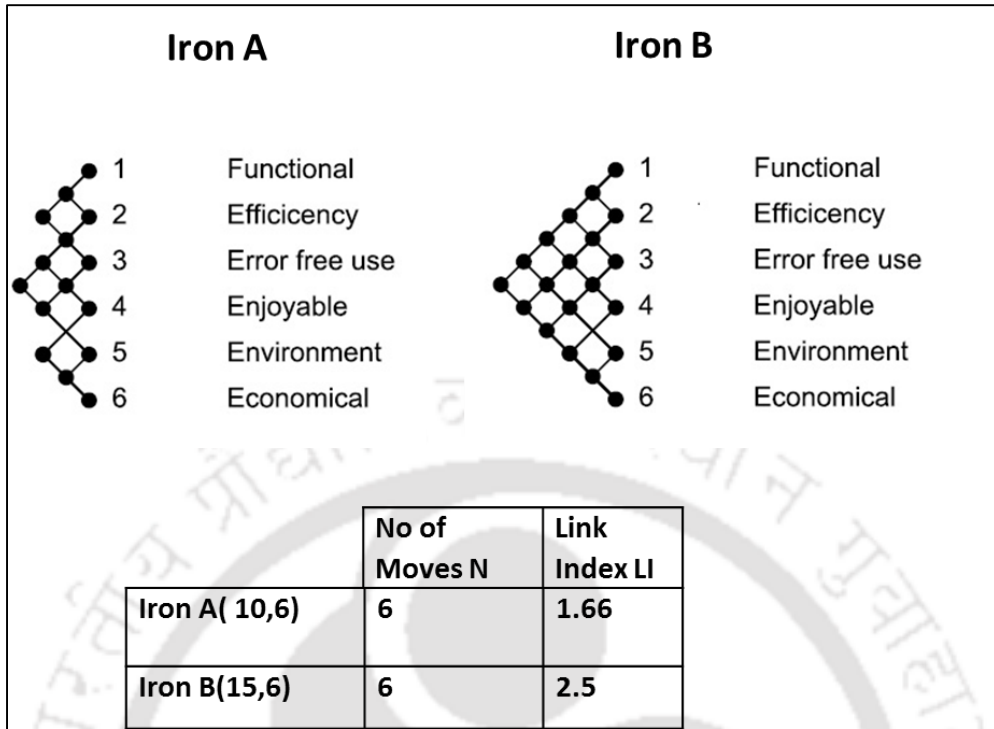 Iron A
Iron B
1 Functional
2 Efficicency
3 Error free use
4 Enjoyable
5 Environment
6 Economical
1 Functional
2 Efficicency
3 Error free use
4 Enjoyable
5 Environment
6 Economical
No of Moves N
Link Index LI
Iron A( 10,6) 6 1.66
Iron B(15,6) 6 2.5